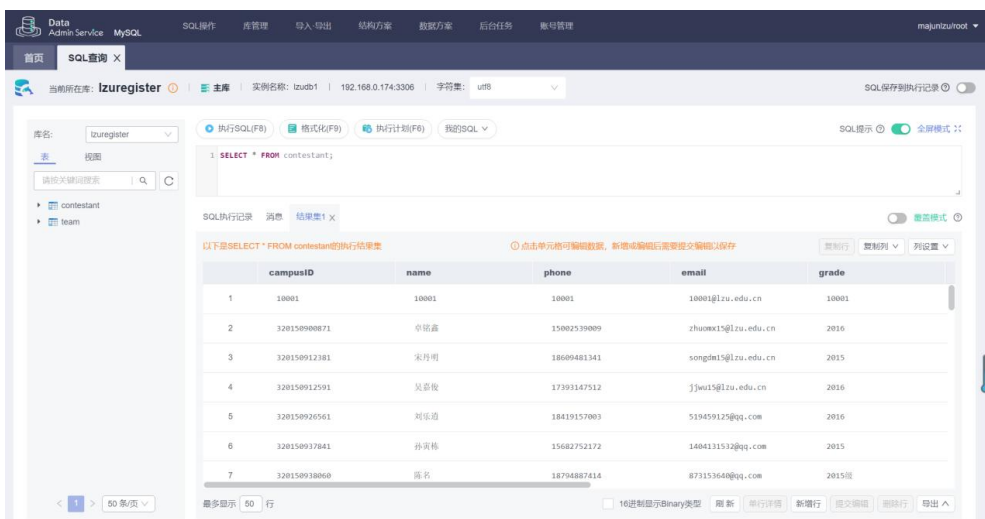 Data
Admin Service MySQL
SQL操作 库管理 导入·导出 结构方案 数据方案 后台任务 账号管理
majunlzu/root
首页 SQL查询 X
当前所在库: lzuregister 主库 实例名称: lzudb1 | 192.168.0.174:3306 | 字符集: utf8
SQL保存到执行记录
库名: lzuregister
执行SQL(F8) 格式化(F9) 执行计划(F6) 我的SQL
SQL提示 全屏模式
表 视图
1 SELECT * FROM contestant;
请按关键词搜索
contestant
team
SQL执行记录 消息 结果集1 X
覆盖模式
以下是SELECT * FROM contestant的执行结果集
点击单元格可编辑数据，新增或编辑后需要提交编辑以保存
复制行 复制列 列设置
campusID name phone email grade
1 10001 10001 10001 10001@lzu.edu.cn 10001
2 320150900871 卓铭鑫 15002539009 zhuomx15@lzu.edu.cn 2016
3 320150912381 宋丹明 18609481341 songdm15@lzu.edu.cn 2015
4 320150912591 吴嘉俊 17393147512 jjwu15@lzu.edu.cn 2016
5 320150926561 18419157003 519459125@qq.com 2016
6 320150937841 孙寅栋 15682752172 1404131532@qq.com 2015
7 320150938060 陈名 18794887414 873153640@qq.com 2015级
< 1 > 50 条/页
最多显示 50 行
16进制显示Binary类型 刷新 单行详情 新增行 提交编辑 删除行 导出